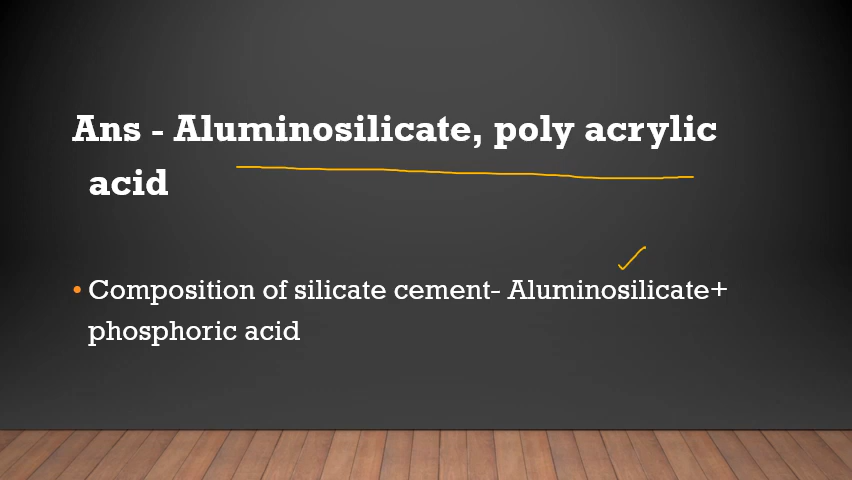 Ans - Aluminosilicate, poly acrylic
acid
• Composition of silicate cement- Aluminosilicate+
phosphoric acid